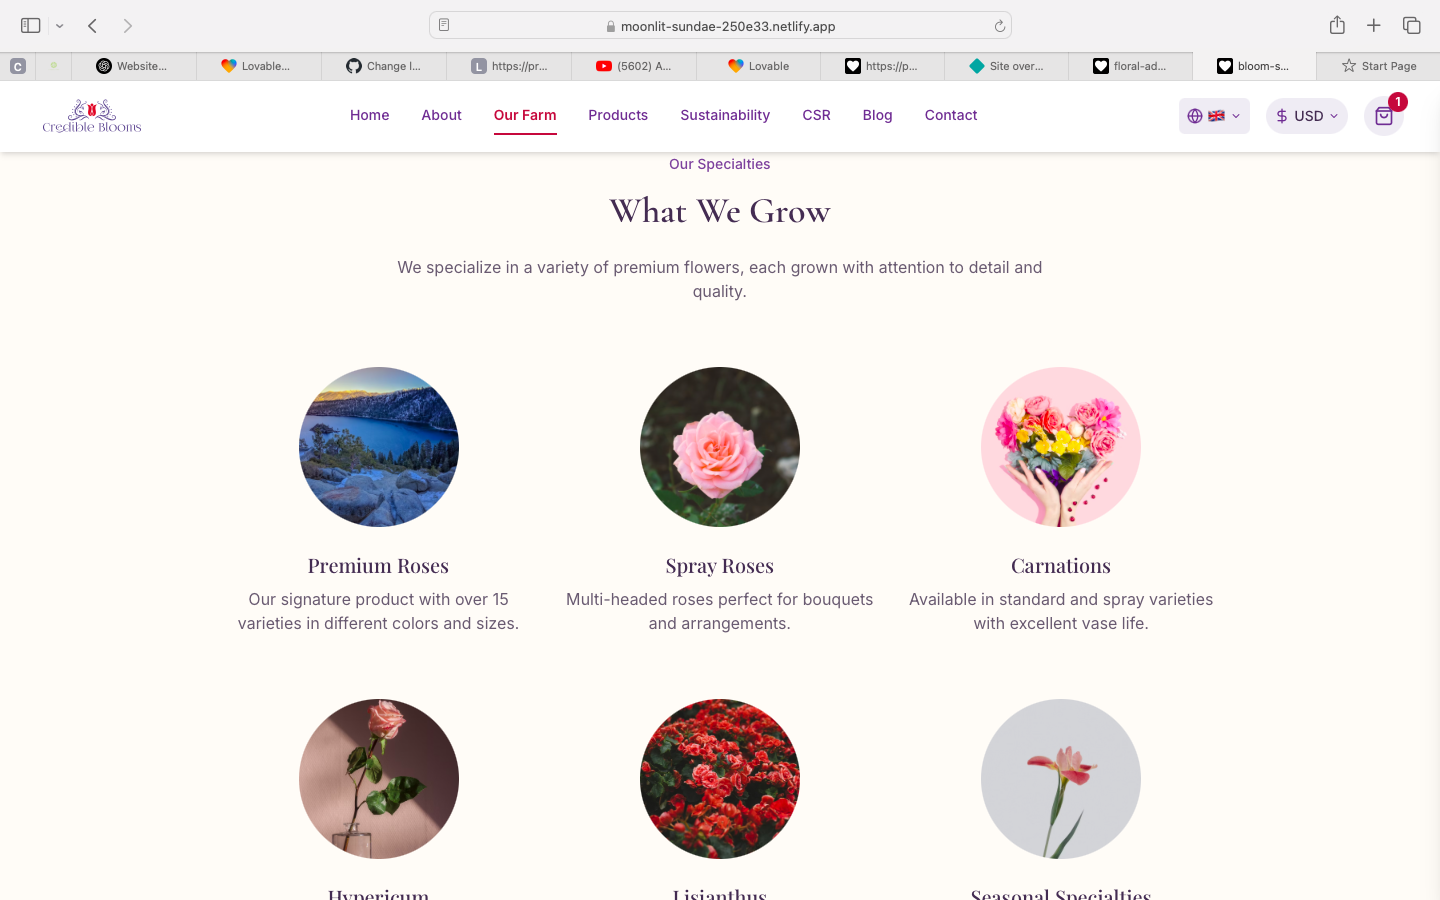 moonlit-sundae-250e33.netlify.app
C
Website...
Lovable...
Change l...
L
https://pr...
(5602) A...
Lovable
https://p...
Site over...
floral-ad...
bloom-s...
Start Page
Credible Blooms
Home
About
Our Farm
Products
Sustainability
CSR
Blog
Contact
$ USD
1
Our Specialties
What We Grow
We specialize in a variety of premium flowers, each grown with attention to detail and
quality.
Premium Roses
Our signature product with over 15
varieties in different colors and sizes.
Spray Roses
Multi-headed roses perfect for bouquets
and arrangements.
Carnations
Available in standard and spray varieties
with excellent vase life.
Hypericum
Lisianthus
Seasonal Specialties